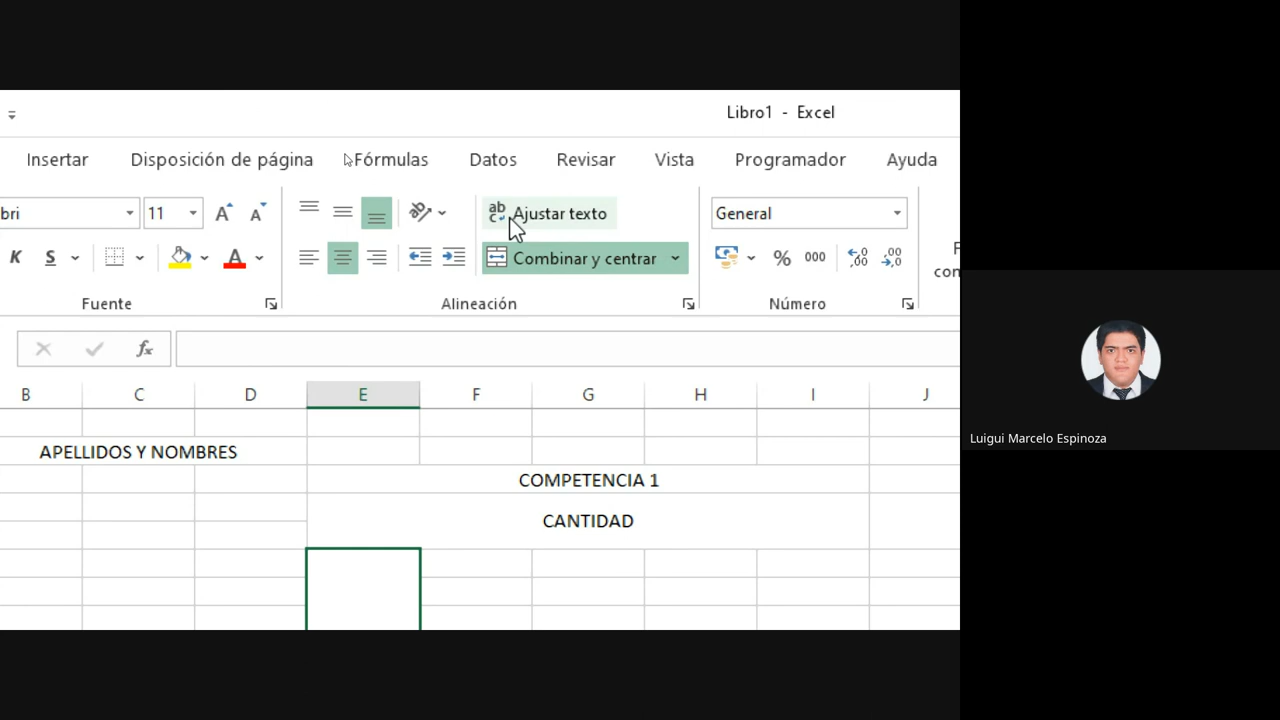 Libro1 - Excel
Insertar Disposición de página Fórmulas Datos Revisar Vista Programador Ayuda
bri 11 Ajustar texto General
K S A Combinar y centrar % 000
Fuente Alineación Número
fx
B C D E F G H I J
APELLIDOS Y NOMBRES
COMPETENCIA 1
CANTIDAD
Luigui Marcelo Espinoza